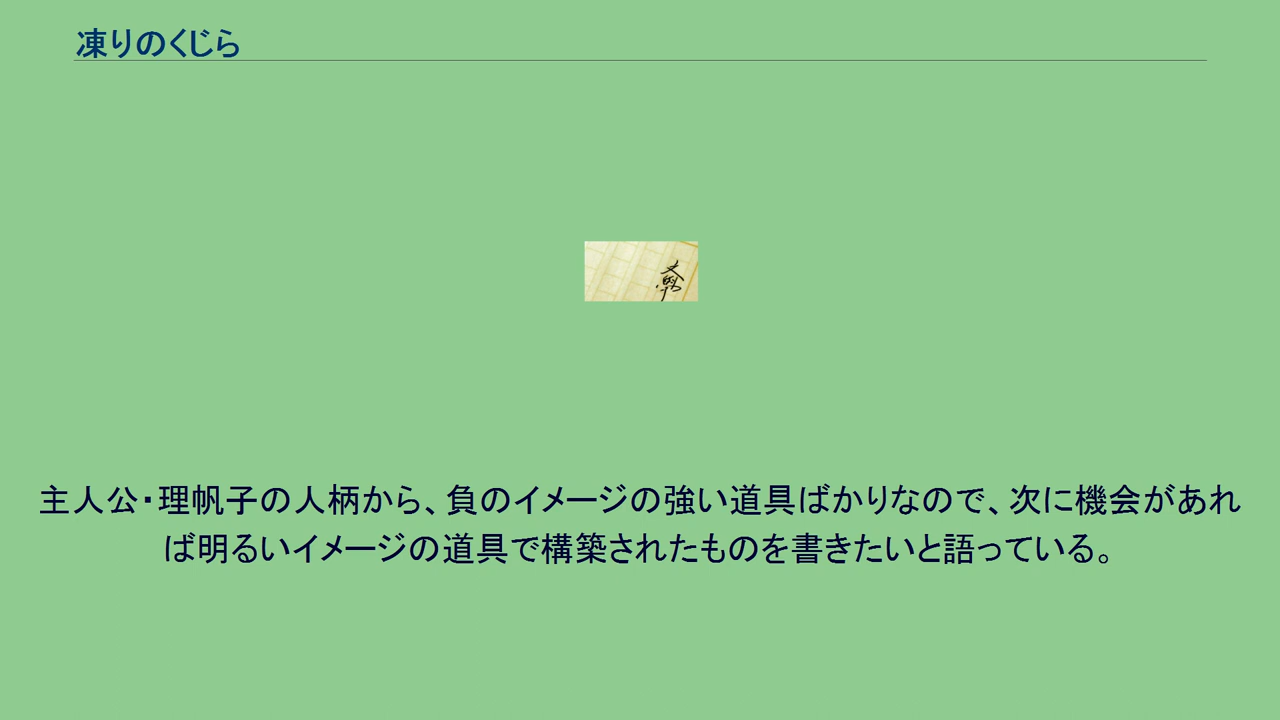 凍りのくじら
主人公・理帆子の人柄から、負のイメージの強い道具ばかりなので、次に機会があれ
ば明るいイメージの道具で構築されたものを書きたいと語っている。